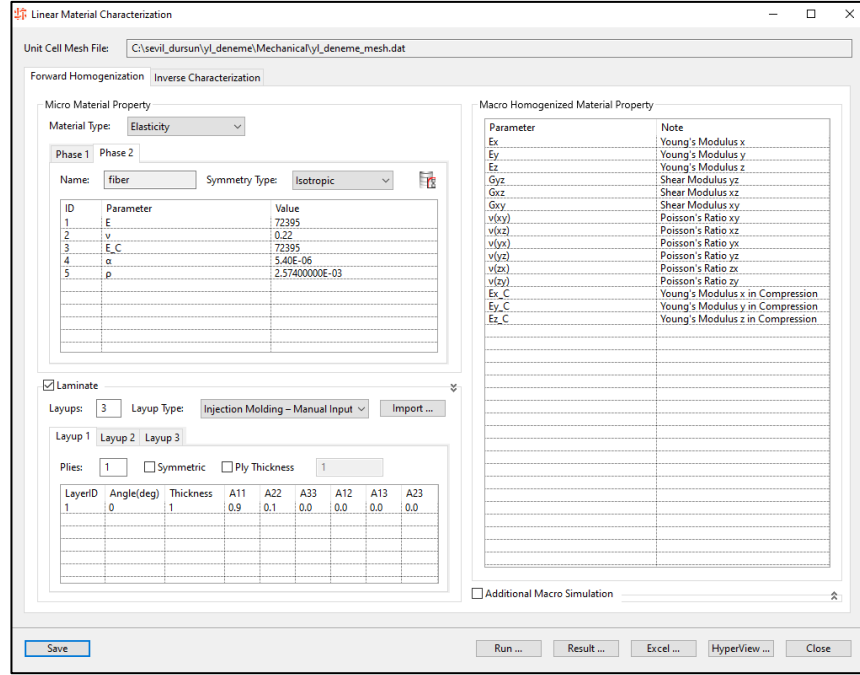 Linear Material Characterization
Unit Cell Mesh File: C:\sevil_dursun\yl_deneme\Mechanical\yl_deneme_mesh.dat
Forward Homogenization Inverse Characterization
Micro Material Property
Material Type: Elasticity
Phase 1 Phase 2
Name: fiber Symmetry Type: Isotropic
ID Parameter Value
1 E 72395
2 ν 0.22
3 E_C 72395
4 α 5.40E-06
5 ρ 2.57400000E-03
Laminate
Layups: 3 Layup Type: Injection Molding – Manual Input Import ...
Layup 1 Layup 2 Layup 3
Plies: 1 Symmetric Ply Thickness 1
LayerID Angle(deg) Thickness A11 A22 A33 A12 A13 A23
1 0 1 0.9 0.1 0.0 0.0 0.0 0.0
Macro Homogenized Material Property
Parameter Note
Ex Young's Modulus x
Ey Young's Modulus y
Ez Young's Modulus z
Gyz Shear Modulus yz
Gxz Shear Modulus xz
Gxy Shear Modulus xy
ν(xy) Poisson's Ratio xy
ν(xz) Poisson's Ratio xz
ν(yx) Poisson's Ratio yx
ν(yz) Poisson's Ratio yz
ν(zx) Poisson's Ratio zx
ν(zy) Poisson's Ratio zy
Ex_C Young's Modulus x in Compression
Ey_C Young's Modulus y in Compression
Ez_C Young's Modulus z in Compression
Additional Macro Simulation
Save Run ... Result ... Excel ... HyperView ... Close